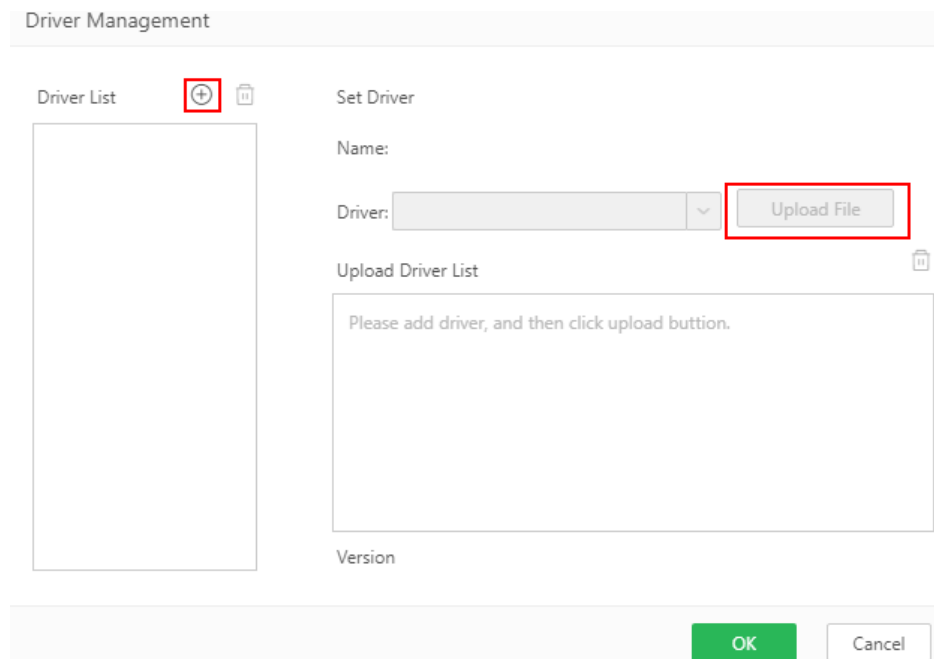 Driver Management
Driver List
Set Driver
Name:
Driver:
Upload File
Upload Driver List
Please add driver, and then click upload buttion.
Version
OK
Cancel